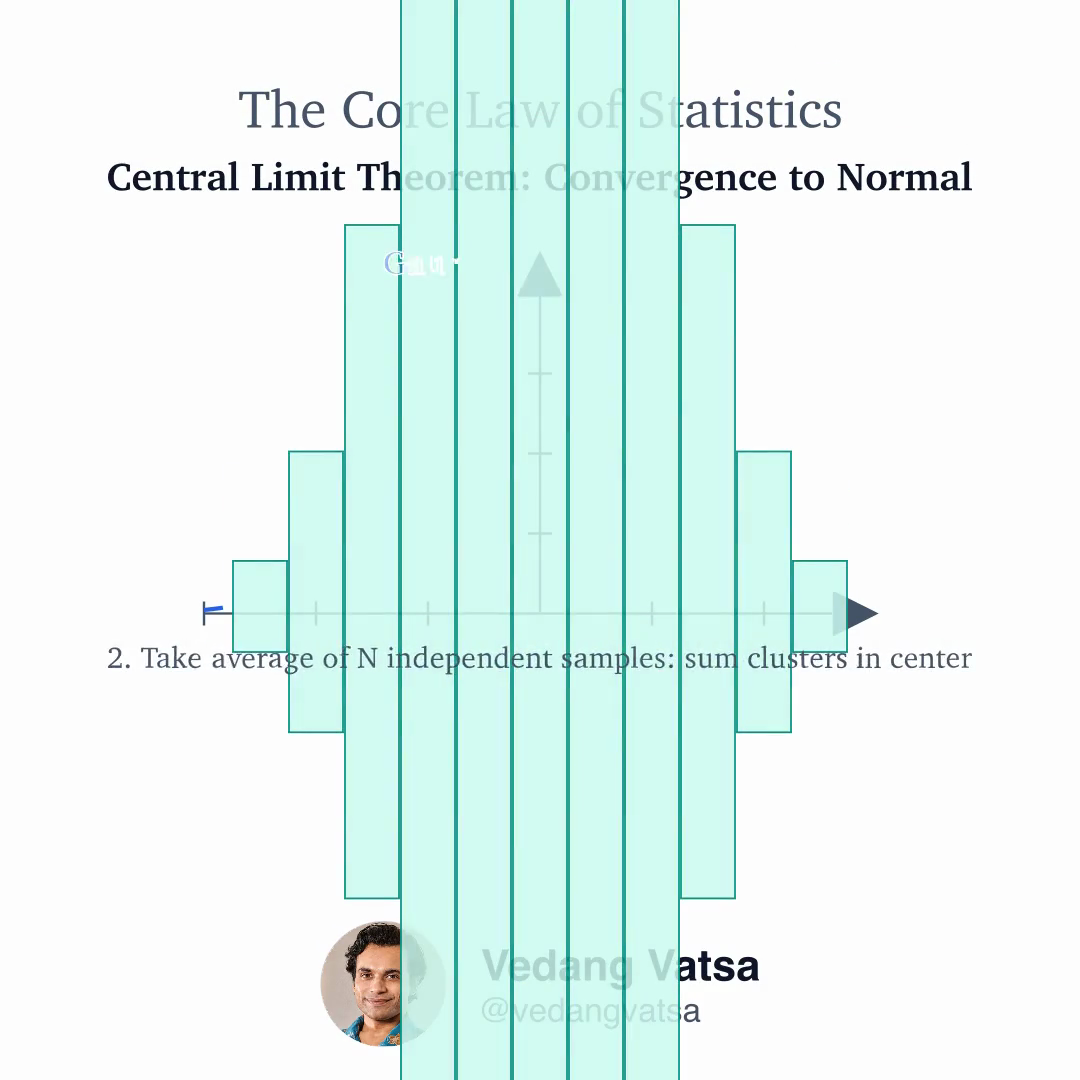 The Core Law of Statistics
Central Limit Theorem: Convergence to Normal
2. Take average of N independent samples: sum clusters in center
Vedang Vatsa
@vedangvatsa